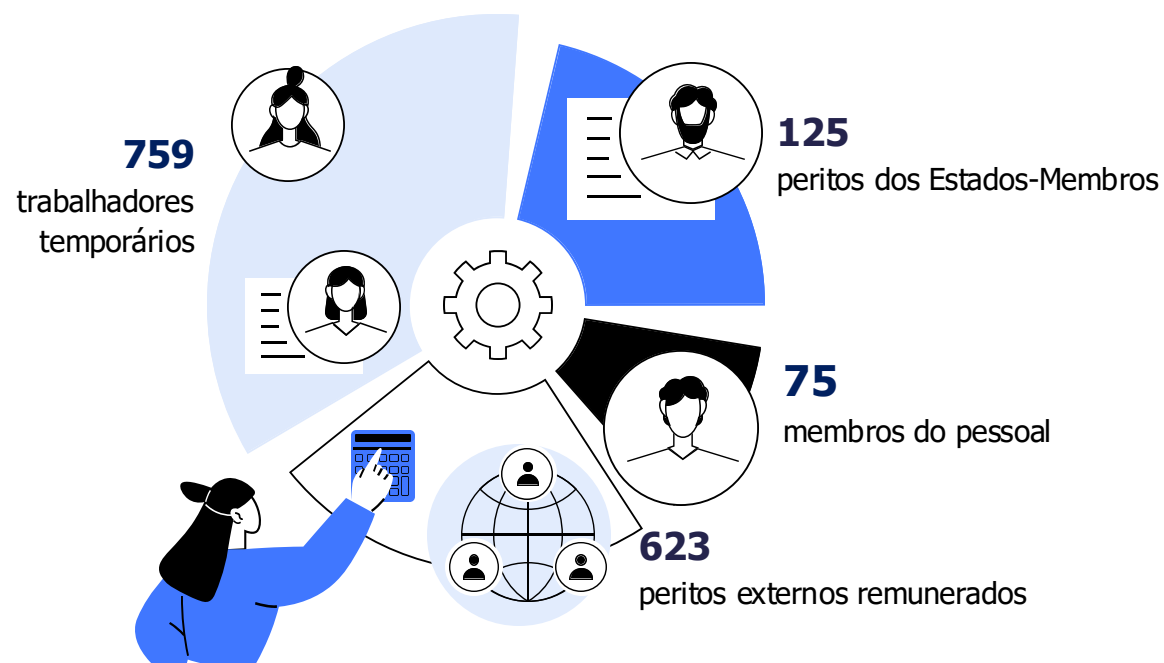 759
trabalhadores
temporários
125
peritos dos Estados-Membros
75
membros do pessoal
623
peritos externos remunerados